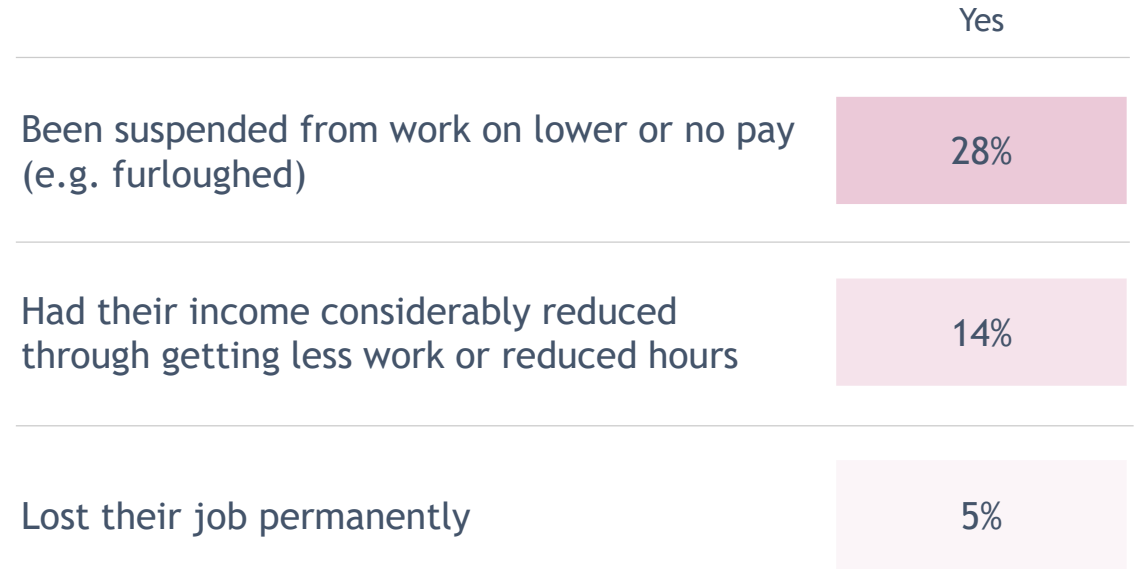 Yes
Been suspended from work on lower or no pay
(e.g. furloughed)
28%
Had their income considerably reduced
through getting less work or reduced hours
14%
Lost their job permanently
5%